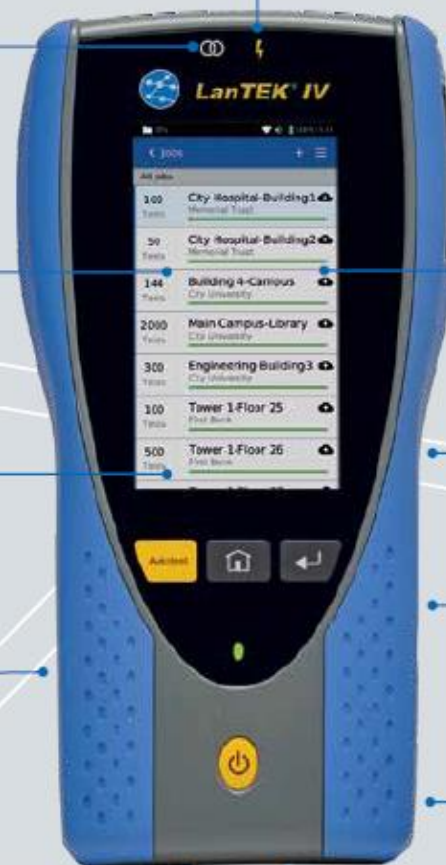 LanTEK® IV
< Jobs + ≡
All jobs
100 City Hospital-Building1
Tests Memorial Trust
50 City Hospital-Building2
Tests Memorial Trust
144 Building 4-Campus
Tests City University
2000 Main Campus-Library
Tests City University
300 Engineering Building3
Tests City University
100 Tower 1-Floor 25
Tests First Bank
500 Tower 1-Floor 26
Tests First Bank
Autotest